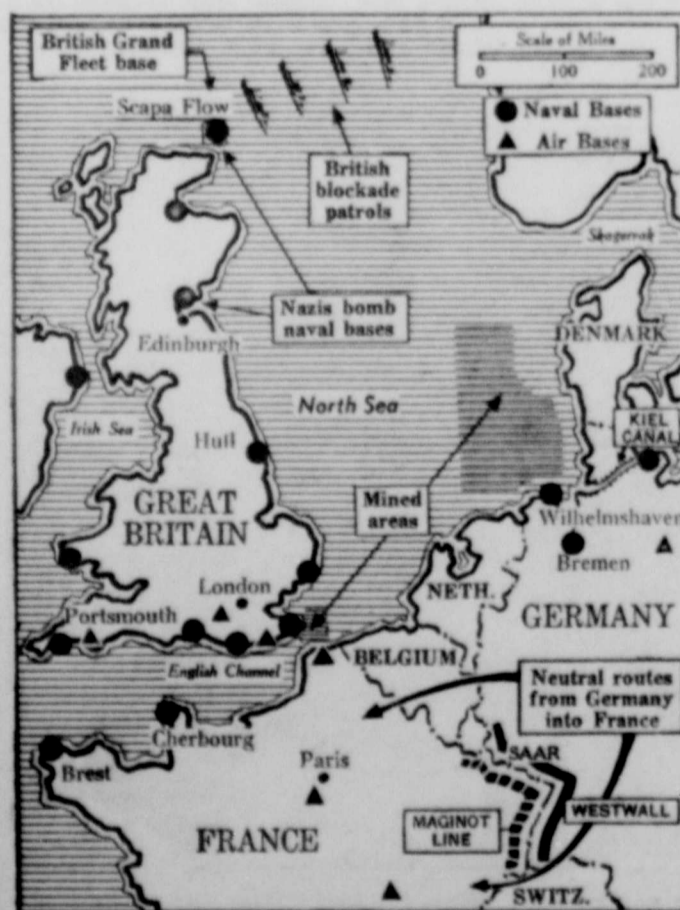 British Grand
Fleet base
Scale of Miles
0 100 200
Scapa Flow
Naval Bases
Air Bases
British
blockade
patrols
Skagerrak
Nazis bomb
naval bases
DENMARK
Edinburgh
North Sea
Irish Sea
KIEL
CANAL
Hull
GREAT
BRITAIN
Mined
areas
Wilhelmshaven
Bremen
London
NETH.
Portsmouth
GERMANY
BELGIUM
English Channel
Neutral routes
from Germany
into France
Cherbourg
SAAR
Paris
Brest
WESTWALL
MAGINOT
LINE
FRANCE
SWITZ.